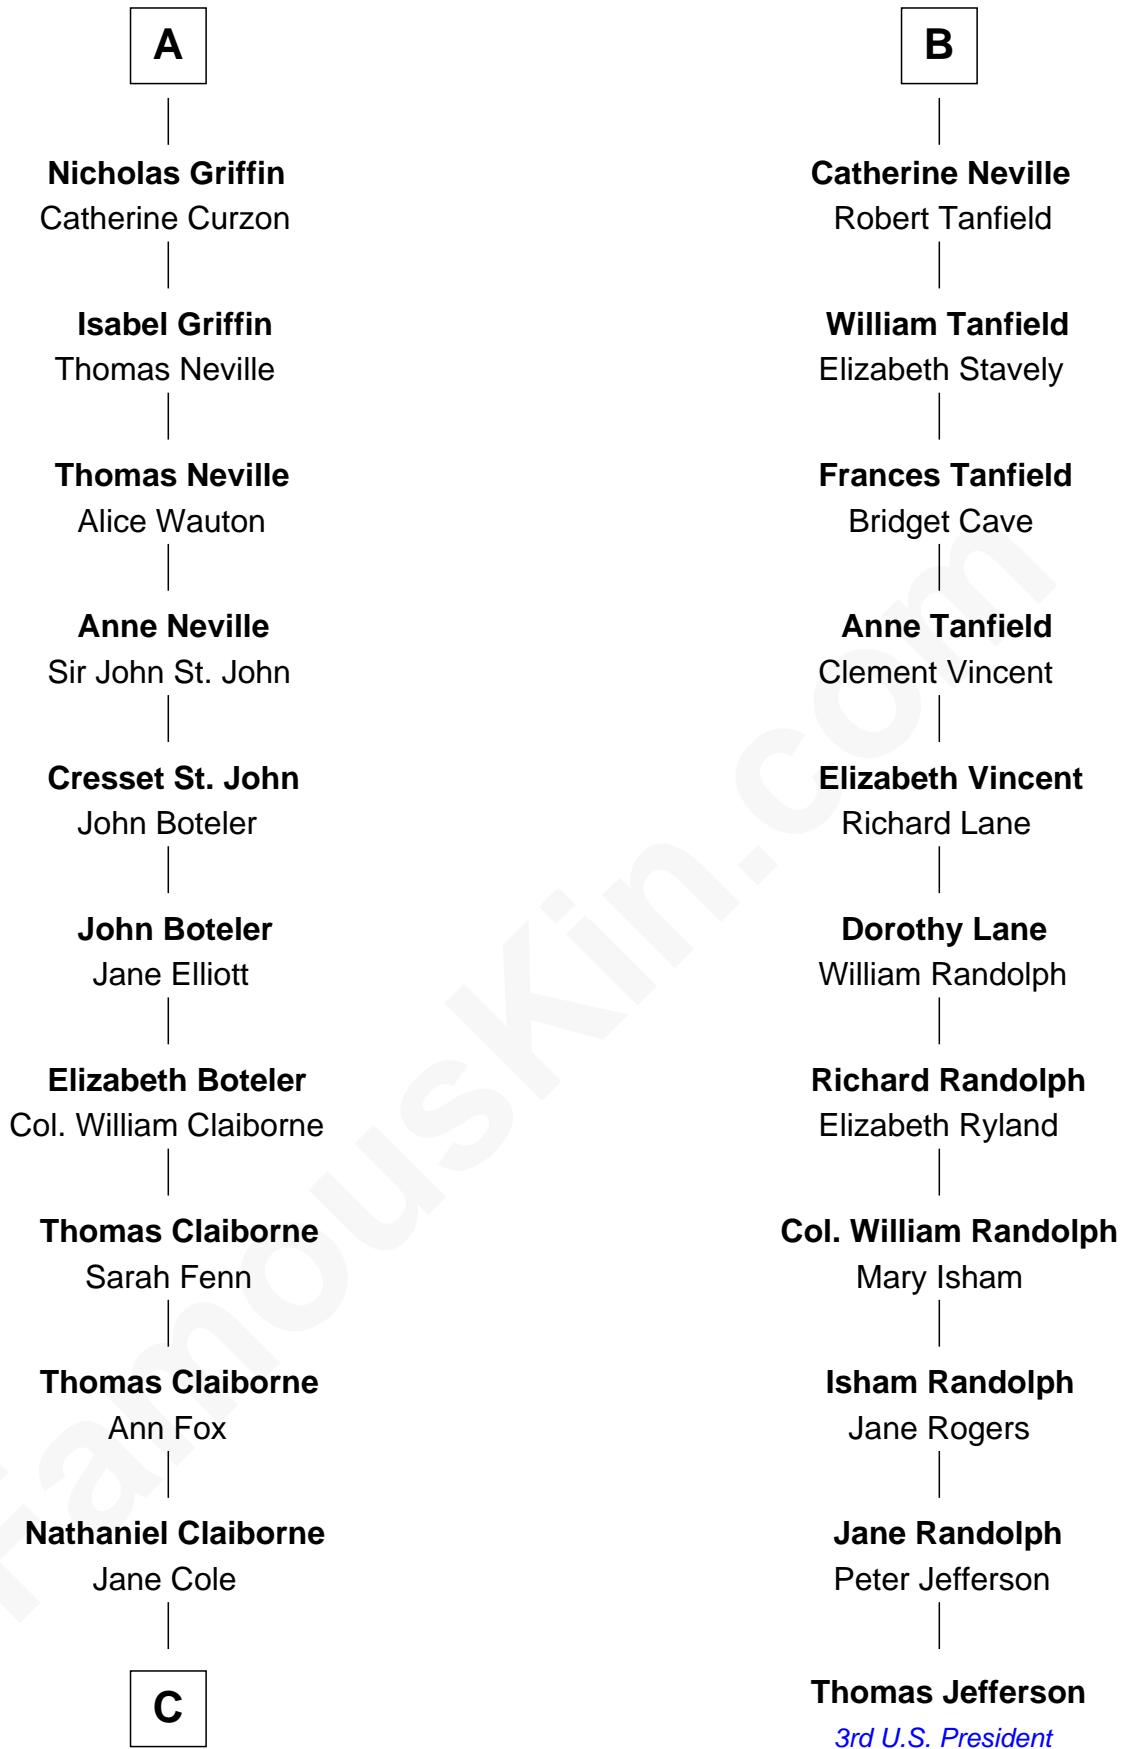 A
Nicholas Griffin
Catherine Curzon
Isabel Griffin
Thomas Neville
Thomas Neville
Alice Wauton
Anne Neville
Sir John St. John
Cresset St. John
John Boteler
John Boteler
Jane Elliott
Elizabeth Boteler
Col. William Claiborne
Thomas Claiborne
Sarah Fenn
Thomas Claiborne
Ann Fox
Nathaniel Claiborne
Jane Cole
C
B
Catherine Neville
Robert Tanfield
William Tanfield
Elizabeth Stavely
Frances Tanfield
Bridget Cave
Anne Tanfield
Clement Vincent
Elizabeth Vincent
Richard Lane
Dorothy Lane
William Randolph
Richard Randolph
Elizabeth Ryland
Col. William Randolph
Mary Isham
Isham Randolph
Jane Rogers
Jane Randolph
Peter Jefferson
Thomas Jefferson
3rd U.S. President
FamousKin.com